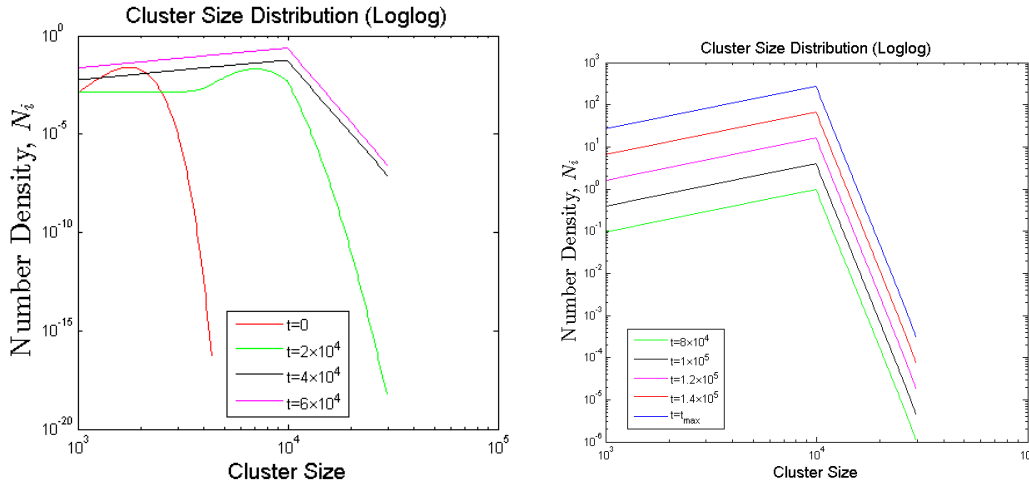 Cluster Size Distribution (Loglog)
10^0
10^-5
10^-10
10^-15
10^-20
Number Density, N_i
t=0
t=2×10^4
t=4×10^4
t=6×10^4
10^3
10^4
10^5
Cluster Size
Cluster Size Distribution (Loglog)
10^3
10^2
10^1
10^0
10^-1
10^-2
10^-3
10^-4
10^-5
10^-6
Number Density, N_i
t=8×10^4
t=1×10^5
t=1.2×10^5
t=1.4×10^5
t=t_max
10^3
10^4
10
Cluster Size